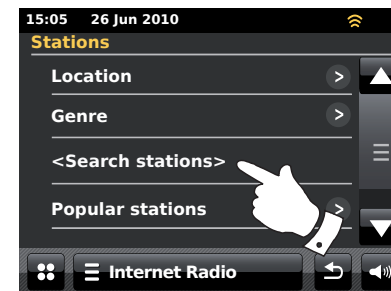 15:05 26 Jun 2010
Stations
Location
Genre
<Search stations>
Popular stations
Internet Radio